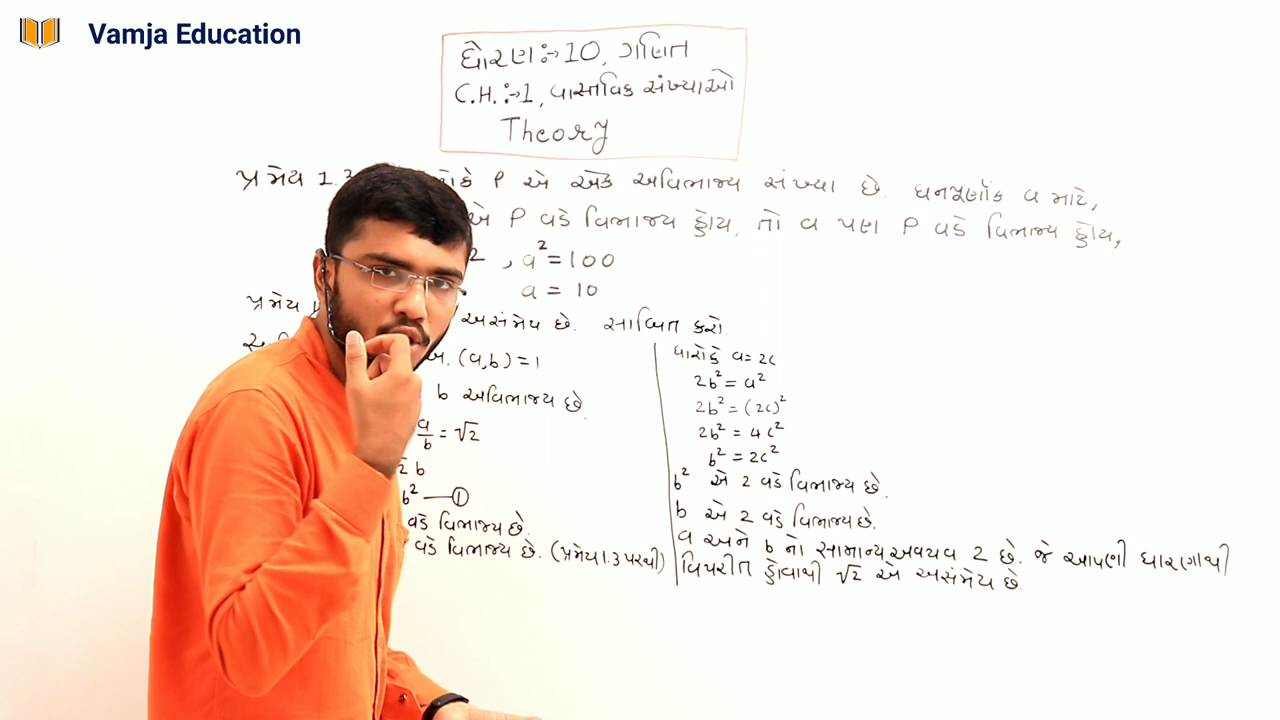 Vamja Education
ધોરણ :→ 10, ગણિત
C.H. :→ 1, વાસ્તવિક સંખ્યાઓ
Theory
પ્રમેય 1.3 P એ એક અવિભાજ્ય સંખ્યા છે. ધનપૂર્ણાંક a માટે,
એ P વડે વિભાજ્ય હોય, તો a પણ P વડે વિભાજ્ય હોય,
2 , a² = 100
a = 10
પ્રમેય અસંમેય છે. સાબિત કરો.
અ. (a,b) = 1
b અવિભાજ્ય છે.
a/b = √2
2 b
b² — ①
વડે વિભાજ્ય છે.
વડે વિભાજ્ય છે. (પ્રમેય 1.3 પરથી)
ધારોકે a = 2c
2b² = a²
2b² = (2c)²
2b² = 4c²
b² = 2c²
b² એ 2 વડે વિભાજ્ય છે.
b એ 2 વડે વિભાજ્ય છે.
a અને b નો સામાન્ય અવયવ 2 છે. જે આપણી ધારણાથી
વિપરીત હોવાથી √2 એ અસંમેય છે.